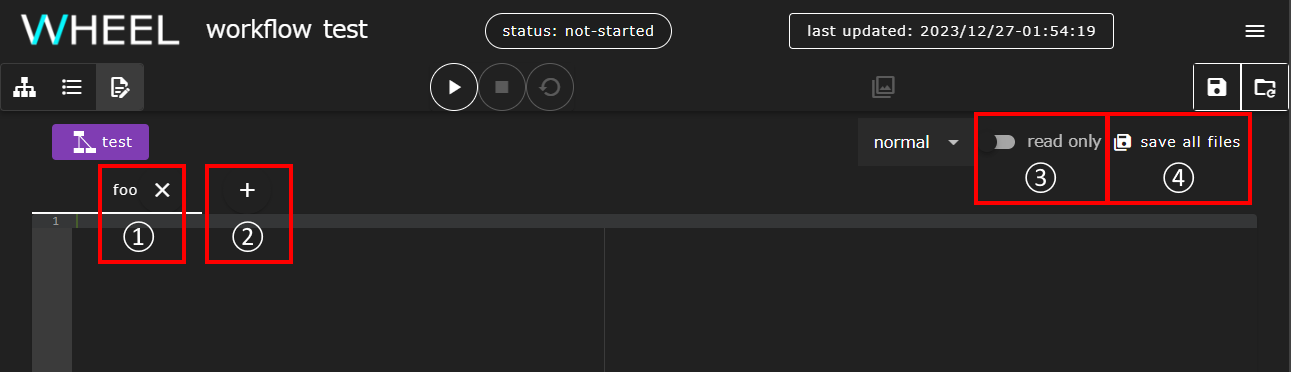 WHEEL workflow test status: not-started last updated: 2023/12/27-01:54:19
test normal read only save all files
③ ④
foo ✕ +
① ②
1